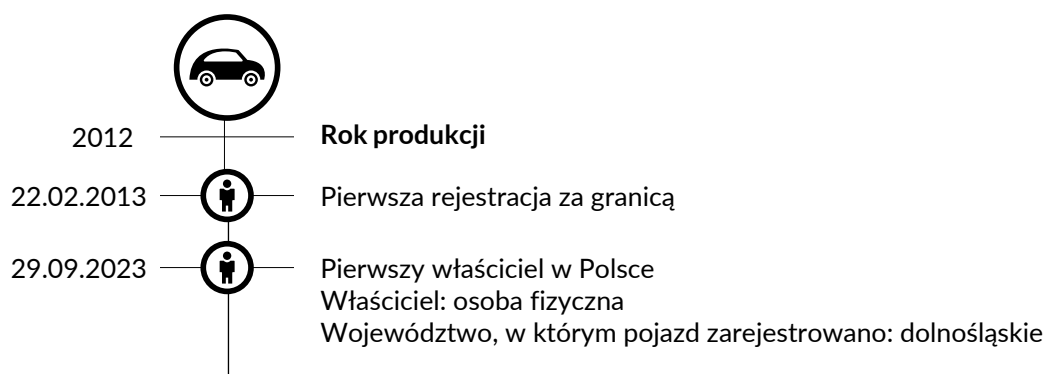 2012 Rok produkcji
22.02.2013 Pierwsza rejestracja za granicą
29.09.2023 Pierwszy właściciel w Polsce
Właściciel: osoba fizyczna
Województwo, w którym pojazd zarejestrowano: dolnośląskie